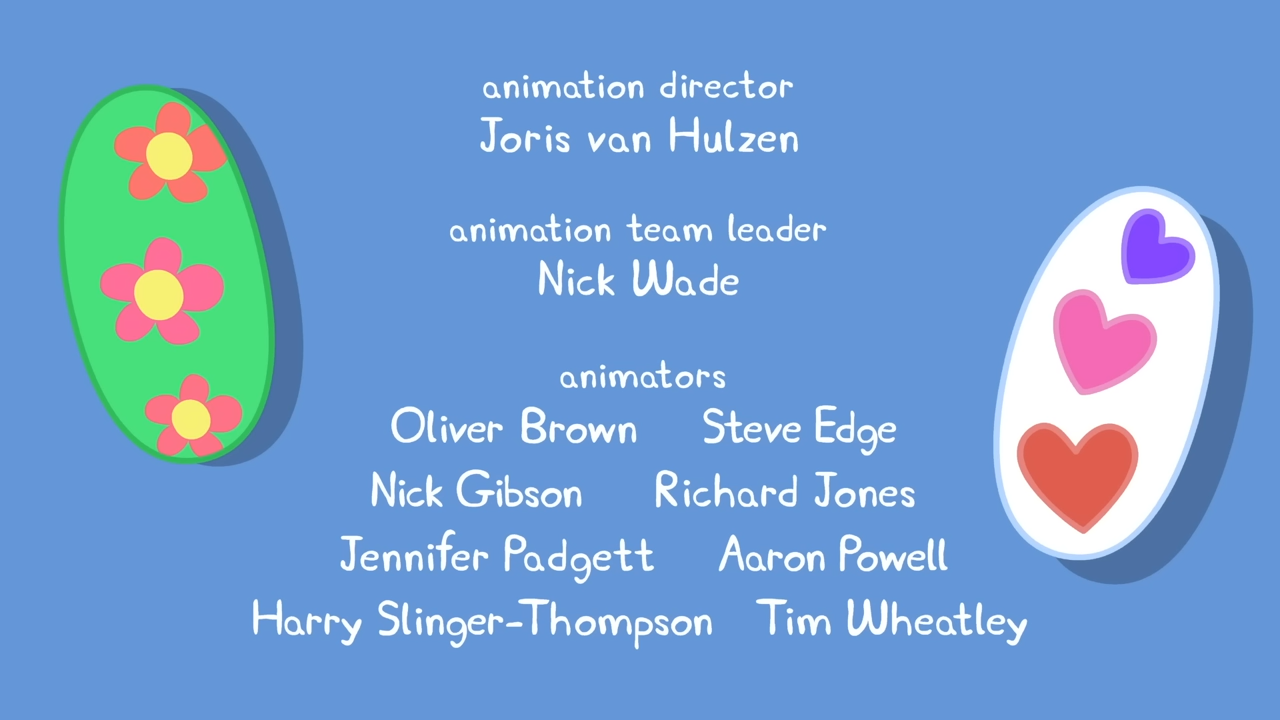 animation director
Joris van Hulzen
animation team leader
Nick Wade
animators
Oliver Brown Steve Edge
Nick Gibson Richard Jones
Jennifer Padgett Aaron Powell
Harry Slinger-Thompson Tim Wheatley